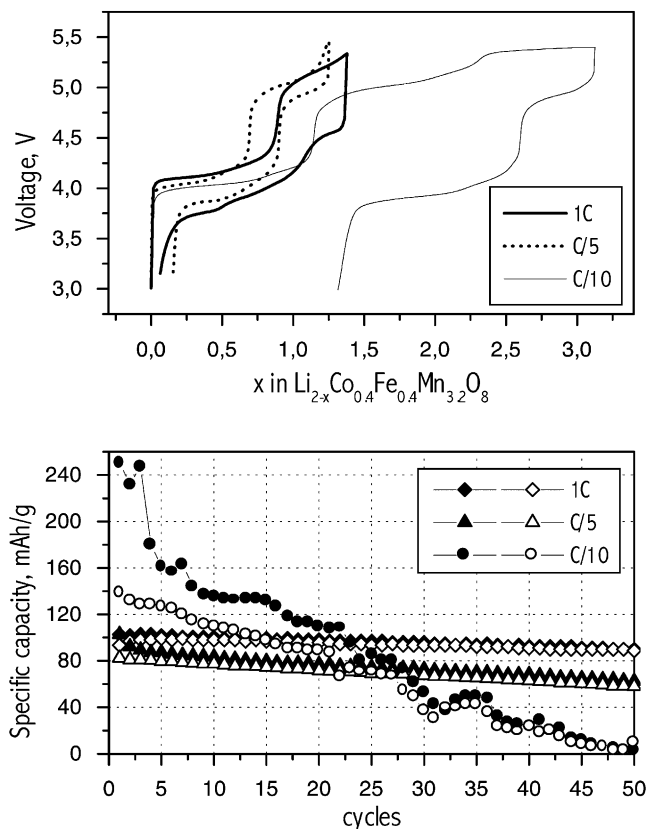 5,5
5,0
4,5
4,0
3,5
3,0
Voltage, V
1C
C/5
C/10
0,0 0,5 1,0 1,5 2,0 2,5 3,0
x in Li₂₋ₓCo₀.₄Fe₀.₄Mn₃.₂O₈
240
200
160
120
80
40
0
Specific capacity, mAh/g
1C
C/5
C/10
0 5 10 15 20 25 30 35 40 45 50
cycles